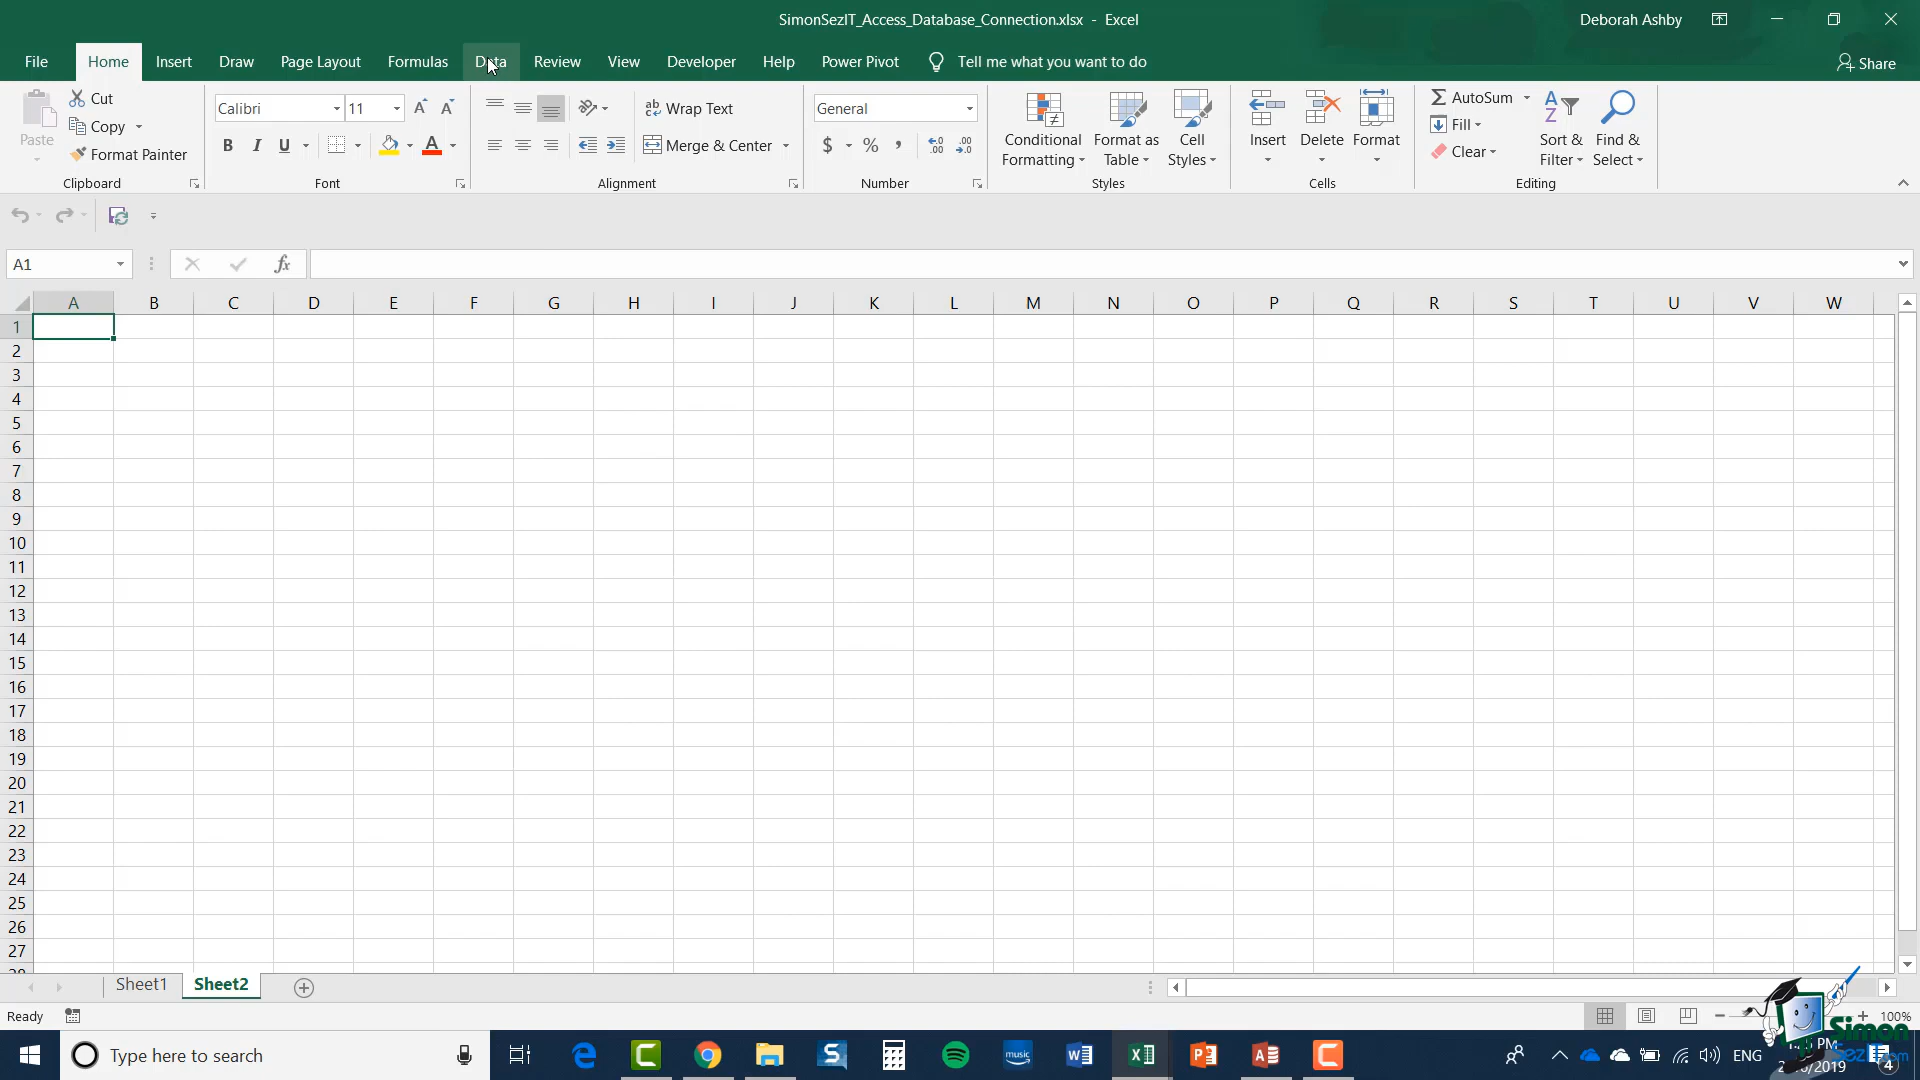 SimonSezIT_Access_Database_Connection.xlsx - Excel
Deborah Ashby
File Home Insert Draw Page Layout Formulas Data Review View Developer Help Power Pivot Tell me what you want to do Share
Paste Cut Copy Format Painter Clipboard
Calibri 11 B I U Font
Wrap Text Merge & Center Alignment
General $ % Number
Conditional Formatting Format as Table Cell Styles Styles
Insert Delete Format Cells
AutoSum Fill Clear Sort & Filter Find & Select Editing
A1 fx
A B C D E F G H I J K L M N O P Q R S T U V W
1
2
3
4
5
6
7
8
9
10
11
12
13
14
15
16
17
18
19
20
21
22
23
24
25
26
27
Sheet1 Sheet2
Ready 100%
Type here to search
music
ENG
4
Simon
SezIT.com